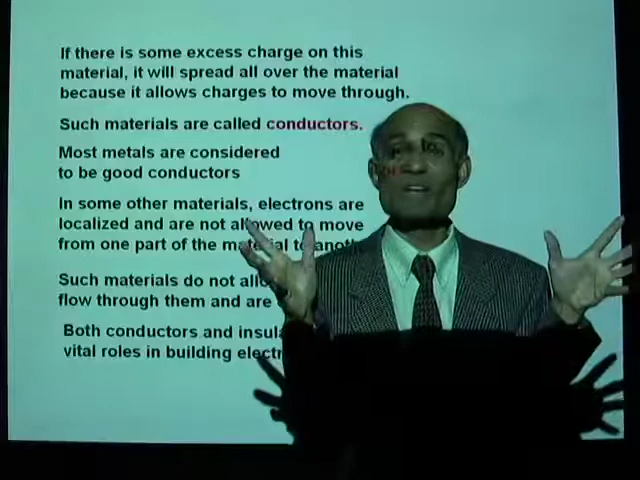 If there is some excess charge on this
material, it will spread all over the material
because it allows charges to move through.
Such materials are called conductors.
Most metals are considered
to be good conductors
In some other materials, electrons are
localized and are not allowed to move
from one part of the material to
Such materials do not
flow through them and are
Both conductors and
vital roles in building